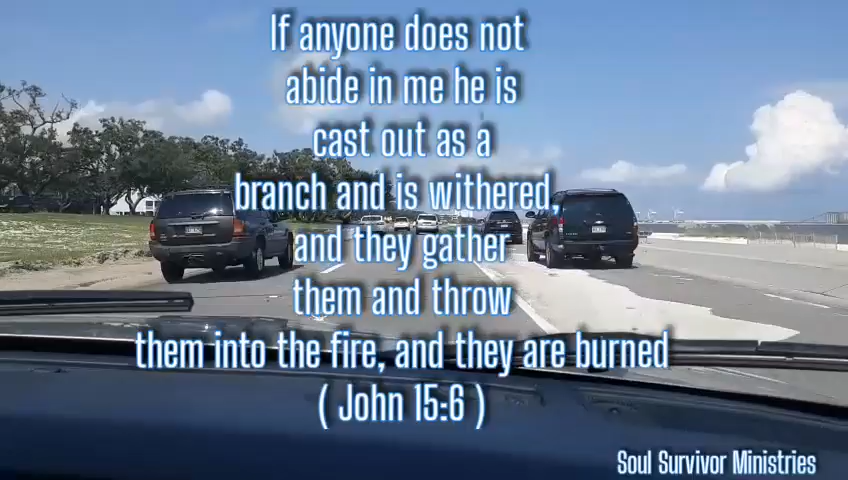 If anyone does not
abide in me he is
cast out as a
branch and is withered,
and they gather
them and throw
them into the fire, and they are burned
( John 15:6 )
Soul Survivor Ministries